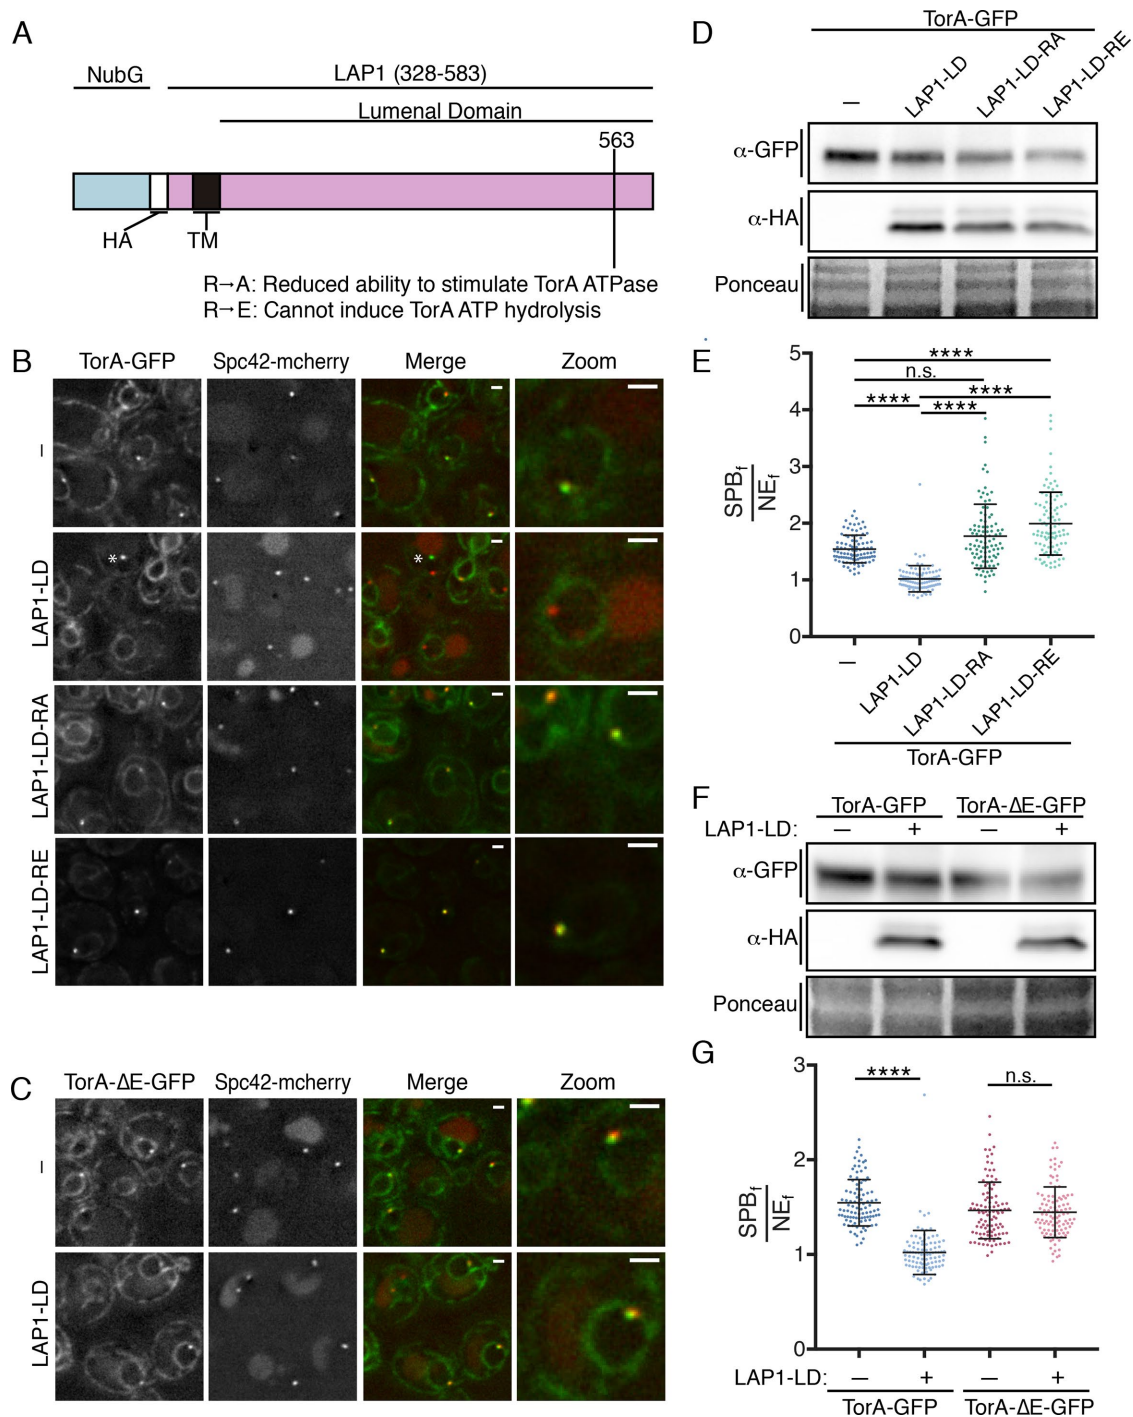 A
NubG
LAP1 (328-583)
Lumenal Domain
563
HA
TM
R→A: Reduced ability to stimulate TorA ATPase
R→E: Cannot induce TorA ATP hydrolysis
B
TorA-GFP
Spc42-mcherry
Merge
Zoom
–
LAP1-LD
*
*
LAP1-LD-RA
LAP1-LD-RE
C
TorA-ΔE-GFP
Spc42-mcherry
Merge
Zoom
–
LAP1-LD
D
TorA-GFP
—
LAP1-LD
LAP1-LD-RA
LAP1-LD-RE
α-GFP
α-HA
Ponceau
E
5
4
3
2
1
0
SPBf
NEf
****
n.s.
****
****
****
—
LAP1-LD
LAP1-LD-RA
LAP1-LD-RE
TorA-GFP
F
TorA-GFP
TorA-ΔE-GFP
LAP1-LD: — + — +
α-GFP
α-HA
Ponceau
G
3
2
1
0
SPBf
NEf
****
n.s.
LAP1-LD: — + — +
TorA-GFP
TorA-ΔE-GFP